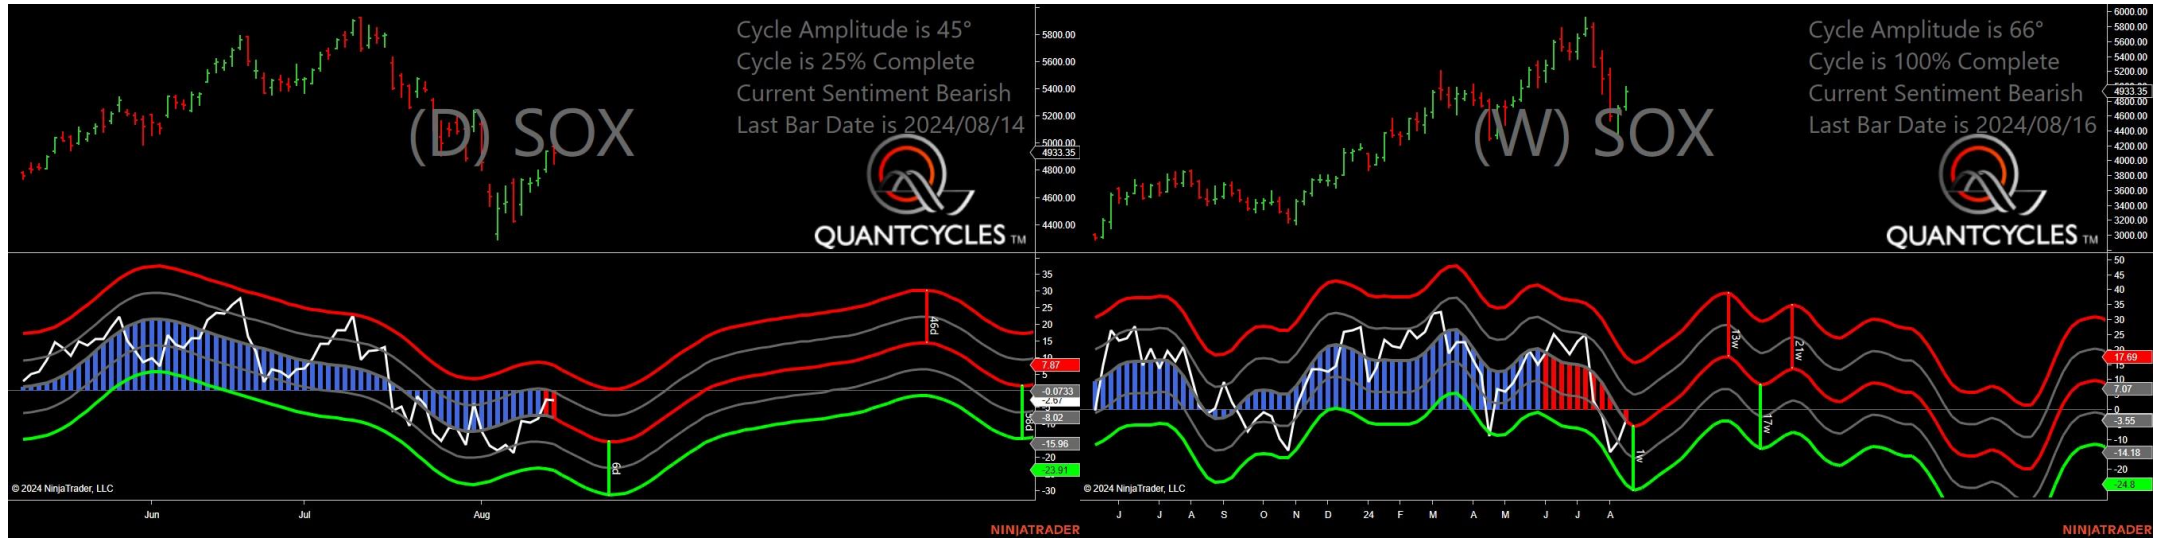 Cycle Amplitude is 45°
Cycle is 25% Complete
Current Sentiment Bearish
Last Bar Date is 2024/08/14
(D) SOX
QUANTCYCLES TM
5800.00
5600.00
5400.00
5200.00
5000.00
4933.35
4800.00
4600.00
4400.00
35
30
25
20
15
10
7.87
5
-0.0733
-2.67
-8.02
-15.96
-20
-23.91
-30
46d
6d
© 2024 NinjaTrader, LLC
Jun Jul Aug
NINJATRADER
Cycle Amplitude is 66°
Cycle is 100% Complete
Current Sentiment Bearish
Last Bar Date is 2024/08/16
(W) SOX
QUANTCYCLES TM
6000.00
5800.00
5600.00
5400.00
5200.00
4933.35
4800.00
4600.00
4400.00
4200.00
4000.00
3800.00
3600.00
3400.00
3200.00
3000.00
50
45
40
35
30
25
20
17.69
15
10
7.07
0
-3.55
-10
-14.18
-20
-24.8
13w
21w
17w
1w
© 2024 NinjaTrader, LLC
J J A S O N D 24 F M A M J J A
NINJATRADER